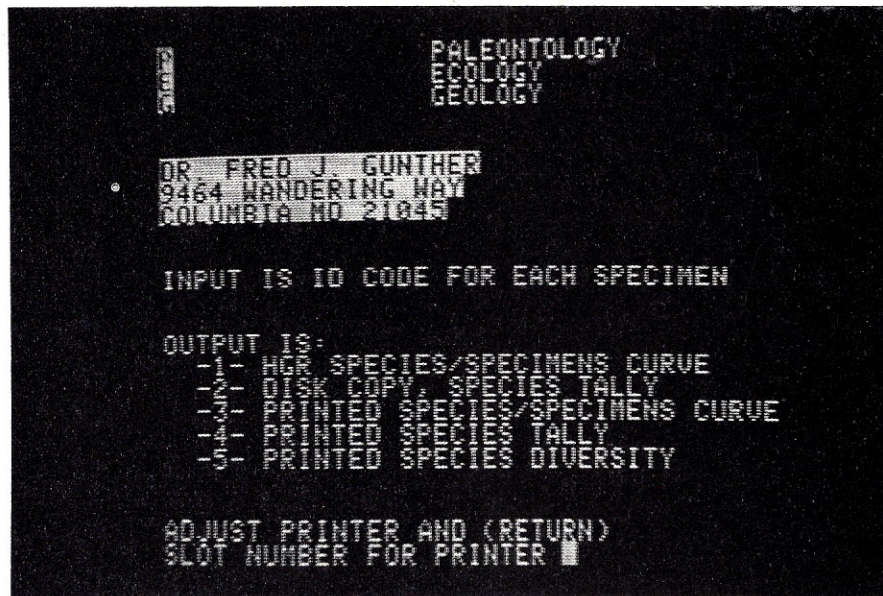 P PALEONTOLOGY
E ECOLOGY
G GEOLOGY
DR. FRED J. GUNTHER
9464 WANDERING WAY
COLUMBIA MD 21045
INPUT IS ID CODE FOR EACH SPECIMEN
OUTPUT IS:
-1- HGR SPECIES/SPECIMENS CURVE
-2- DISK COPY, SPECIES TALLY
-3- PRINTED SPECIES/SPECIMENS CURVE
-4- PRINTED SPECIES TALLY
-5- PRINTED SPECIES DIVERSITY
ADJUST PRINTER AND (RETURN)
SLOT NUMBER FOR PRINTER